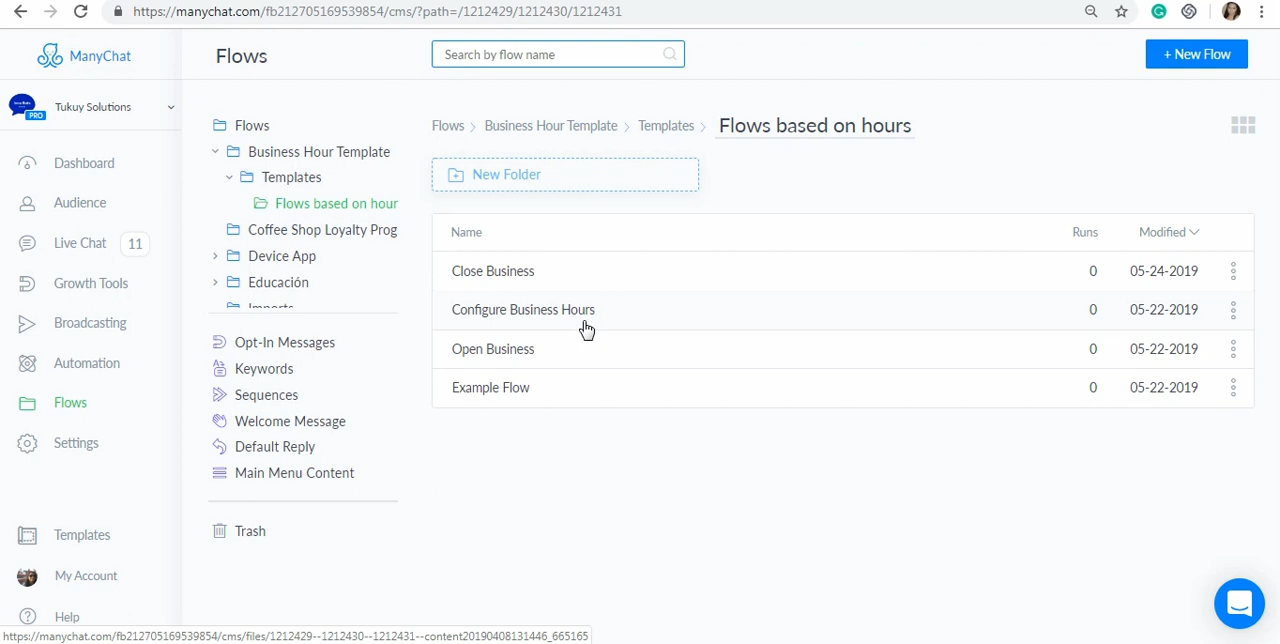 https://manychat.com/fb212705169539854/cms/?path=/1212429/1212430/1212431
ManyChat
Flows
Search by flow name
+ New Flow
Tukuy Solutions
PRO
Dashboard
Audience
Live Chat 11
Growth Tools
Broadcasting
Automation
Flows
Settings
Templates
My Account
Help
Flows
Business Hour Template
Templates
Flows based on hour
Coffee Shop Loyalty Prog
Device App
Educación
Imports
Opt-In Messages
Keywords
Sequences
Welcome Message
Default Reply
Main Menu Content
Trash
Flows > Business Hour Template > Templates > Flows based on hours
New Folder
Name Runs Modified
Close Business 0 05-24-2019
Configure Business Hours 0 05-22-2019
Open Business 0 05-22-2019
Example Flow 0 05-22-2019
https://manychat.com/fb212705169539854/cms/files/1212429--1212430--1212431--content20190408131446_665165